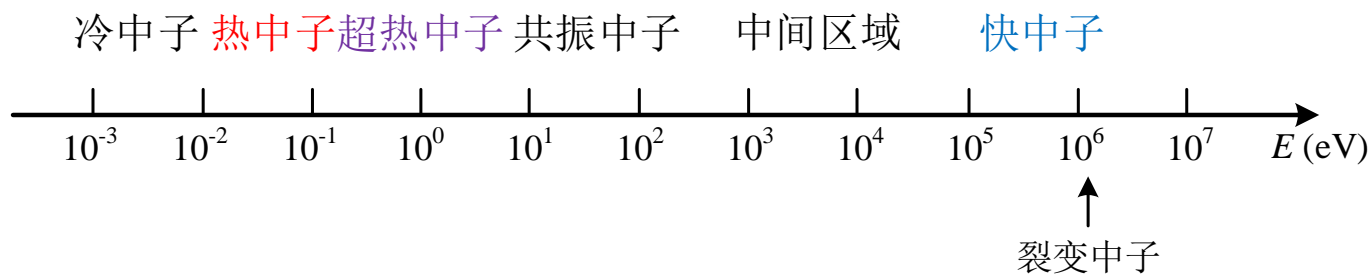 冷中子 热中子 超热中子 共振中子 中间区域 快中子
10⁻³ 10⁻² 10⁻¹ 10⁰ 10¹ 10² 10³ 10⁴ 10⁵ 10⁶ 10⁷ E (eV)
裂变中子